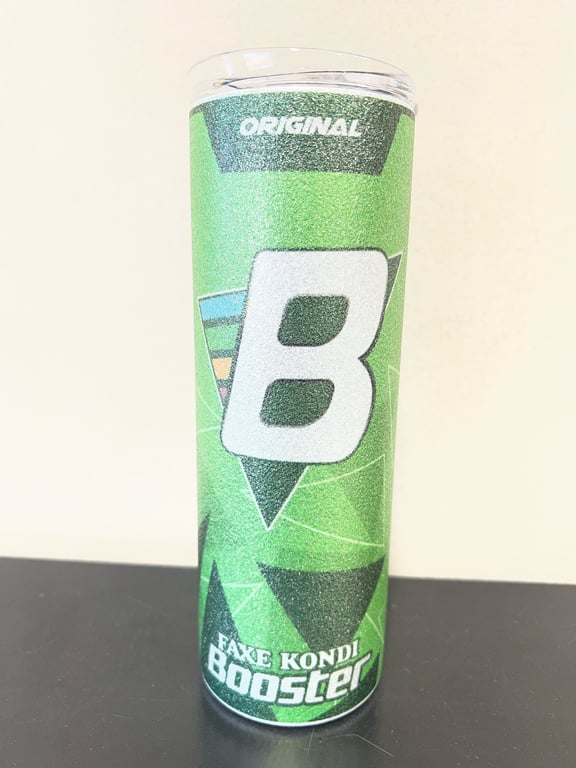 ORIGINAL
B
FAXE KONDI
Booster